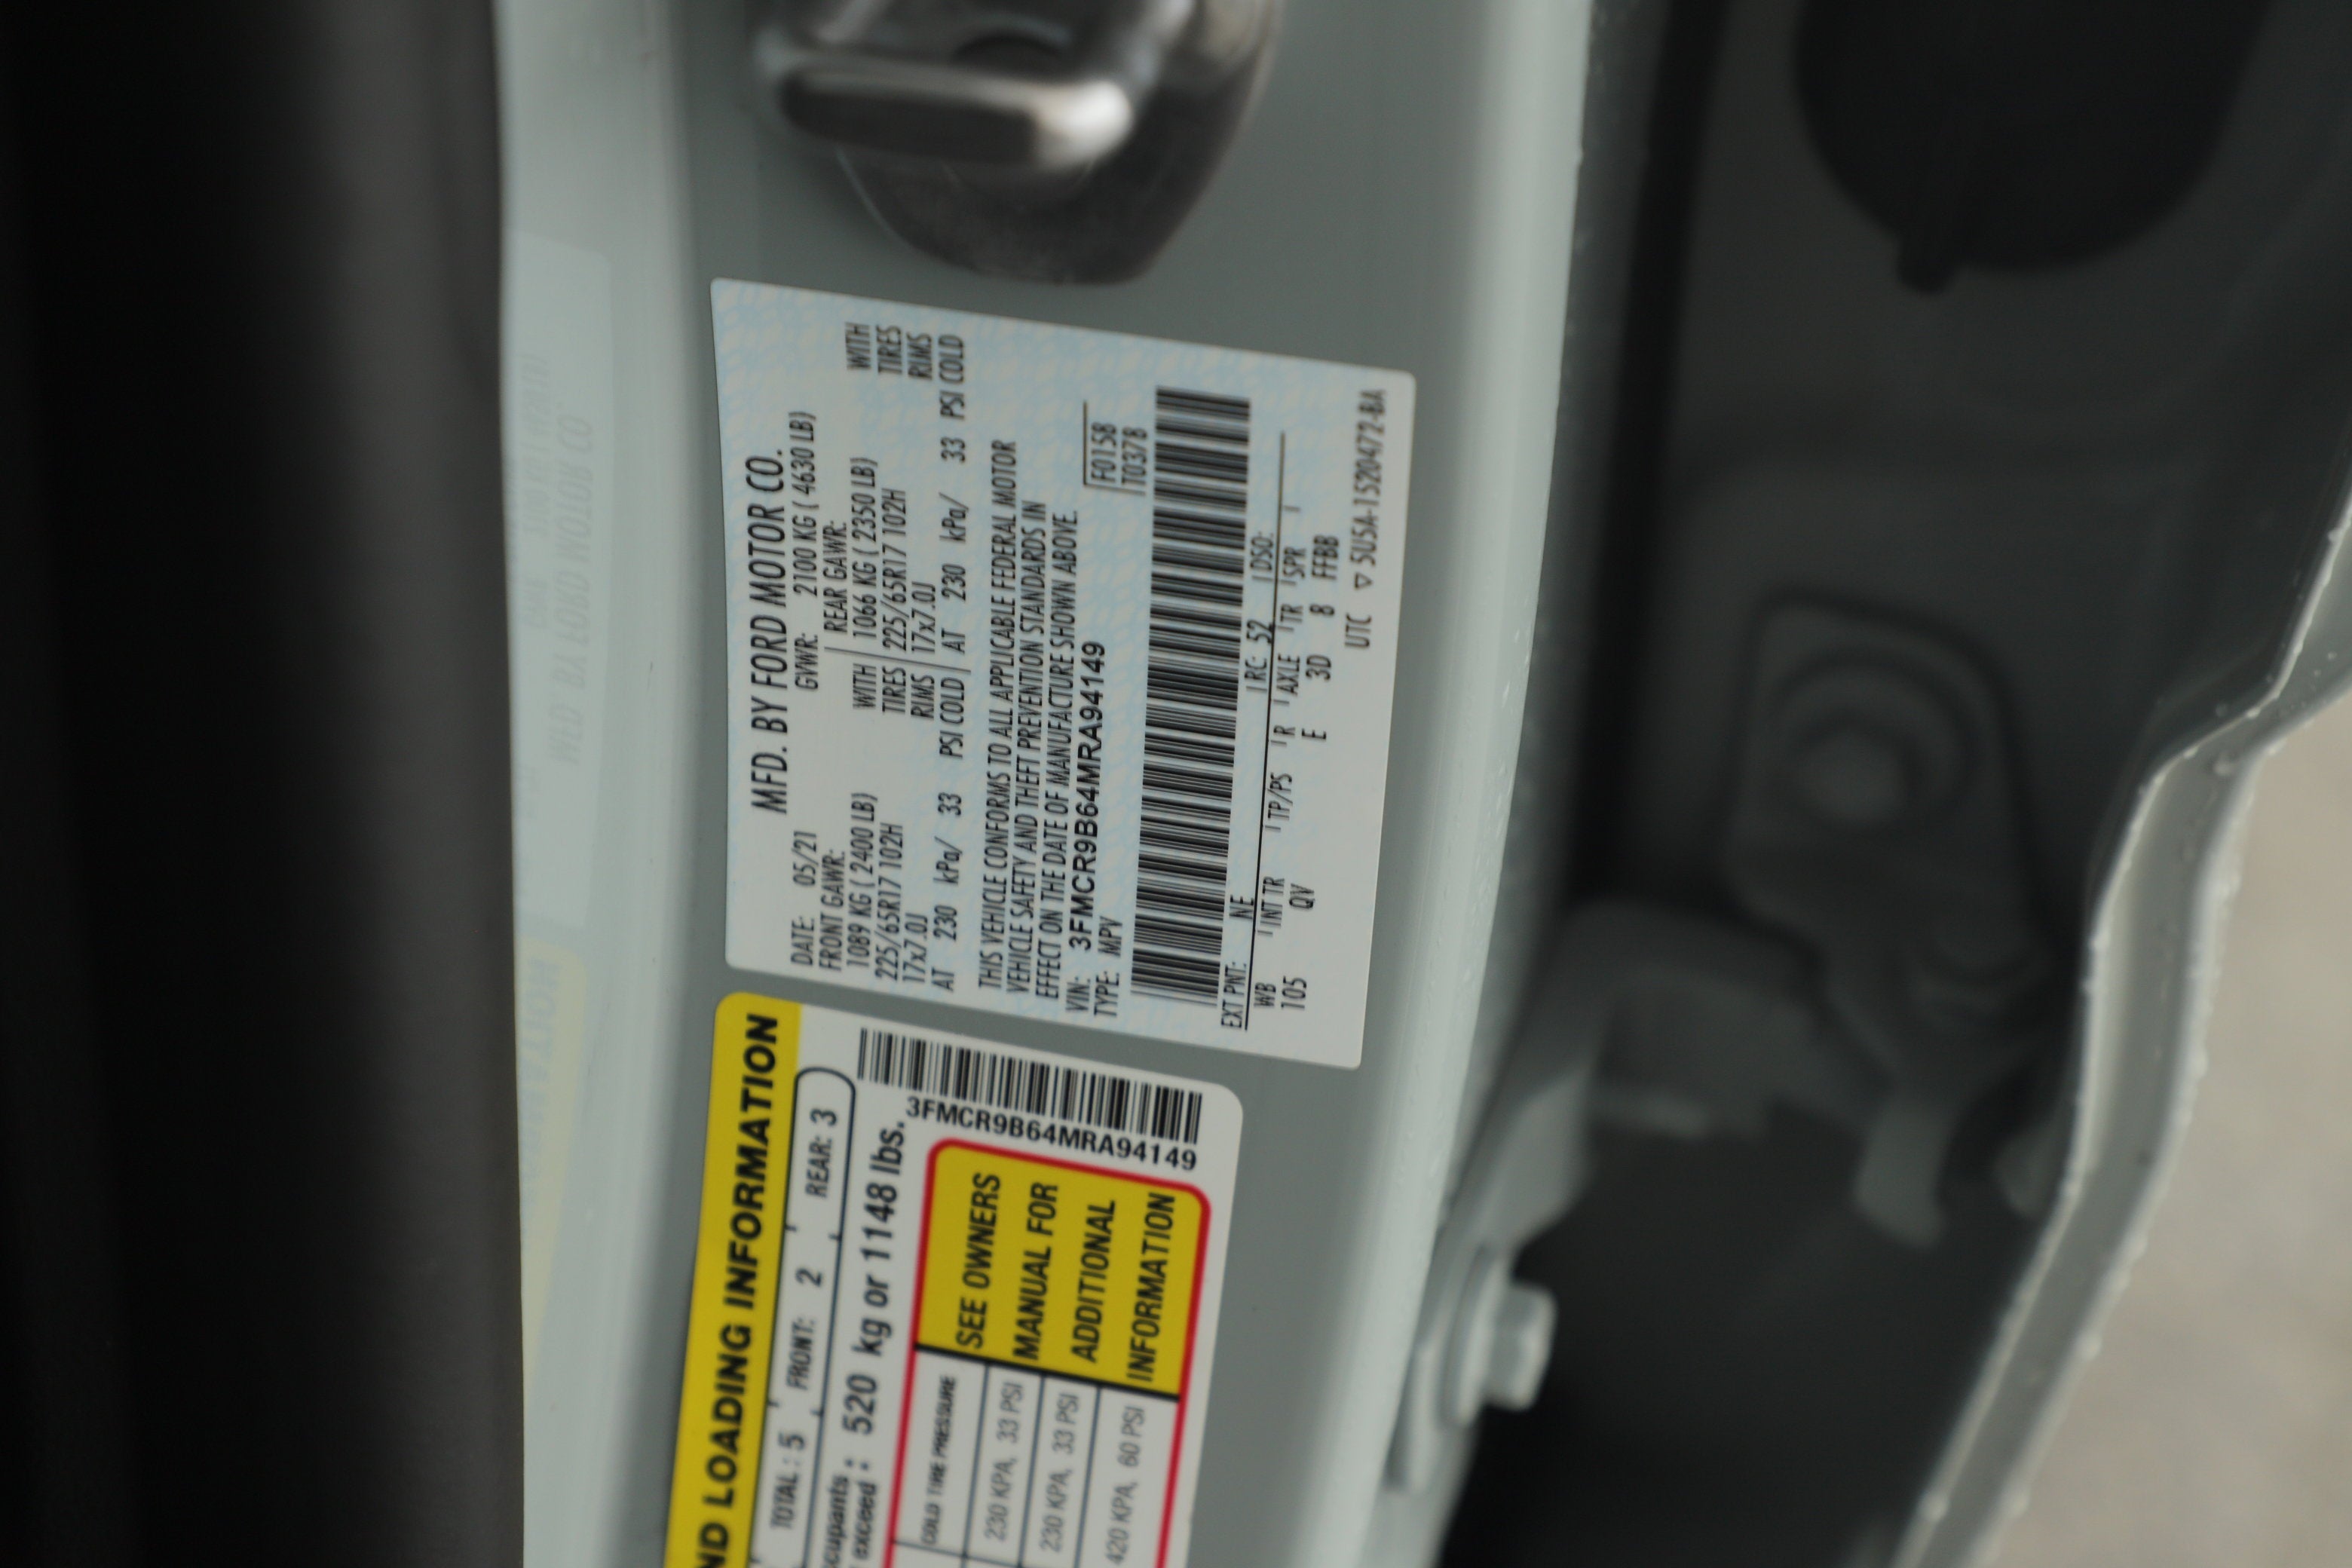 MFD. BY FORD MOTOR CO.
DATE: 05/21 GVWR: 2100 KG ( 4630 LB)
FRONT GAWR: REAR GAWR:
1089 KG ( 2400 LB) WITH 1066 KG ( 2350 LB) WITH
225/65R17 102H TIRES 225/65R17 102H TIRES
17x7.0J RIMS 17x7.0J RIMS
AT 230 kPa/ 33 PSI COLD AT 230 kPa/ 33 PSI COLD
THIS VEHICLE CONFORMS TO ALL APPLICABLE FEDERAL MOTOR
VEHICLE SAFETY AND THEFT PREVENTION STANDARDS IN
EFFECT ON THE DATE OF MANUFACTURE SHOWN ABOVE.
VIN: 3FMCR9B64MRA94149 F0158
TYPE: MPV T0378
EXT PNT: NE RC: 52 DSO:
WB INT TR TP/PS R AXLE TR SPR
105 QV E 3D 8 FFBB
UTC ▽ 5U5A-1520472-BA
ND LOADING INFORMATION
TOTAL : 5 FRONT: 2 REAR: 3
cupants
exceed : 520 kg or 1148 lbs.
3FMCR9B64MRA94149
COLD TIRE PRESSURE
230 KPA, 33 PSI
230 KPA, 33 PSI
420 KPA, 60 PSI
SEE OWNERS
MANUAL FOR
ADDITIONAL
INFORMATION